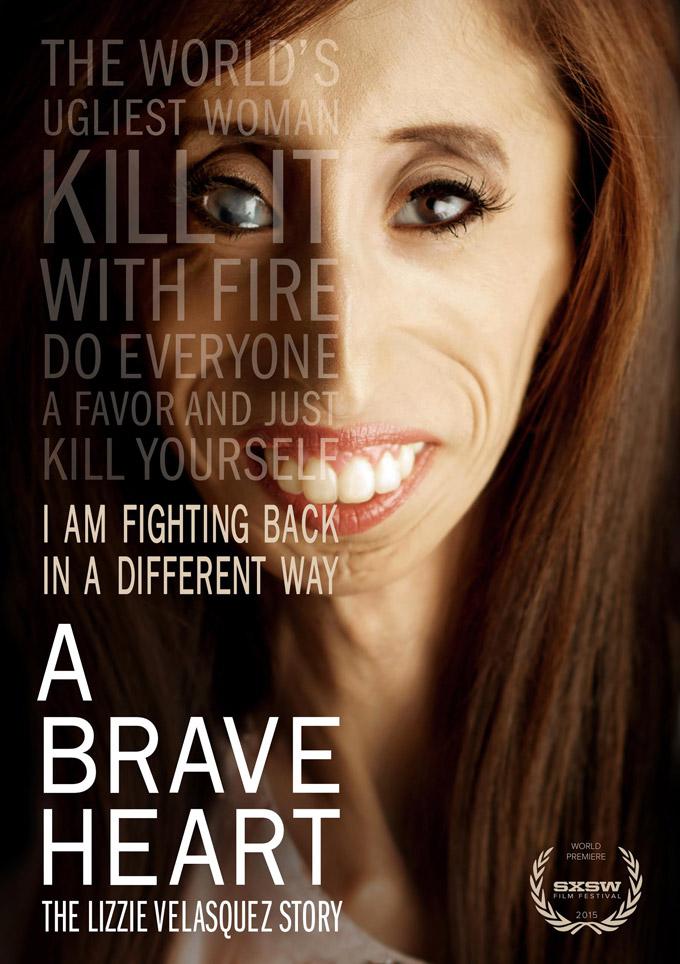 THE WORLD'S
UGLIEST WOMAN
KILL IT
WITH FIRE
DO EVERYONE
A FAVOR AND JUST
KILL YOURSELF
I AM FIGHTING BACK
IN A DIFFERENT WAY
A
BRAVE
HEART
THE LIZZIE VELASQUEZ STORY
WORLD
PREMIERE
SXSW
FILM FESTIVAL
2015